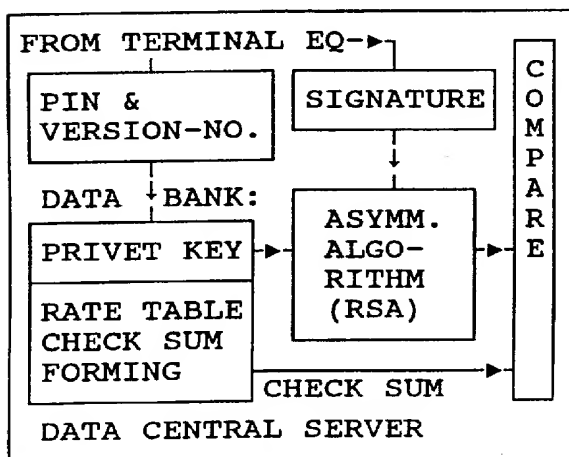 FROM TERMINAL EQ
PIN &
VERSION-NO.
SIGNATURE
COMPARE
DATA BANK:
PRIVET KEY
ASYMM.
ALGO-
RITHM
(RSA)
RATE TABLE
CHECK SUM
FORMING
CHECK SUM
DATA CENTRAL SERVER